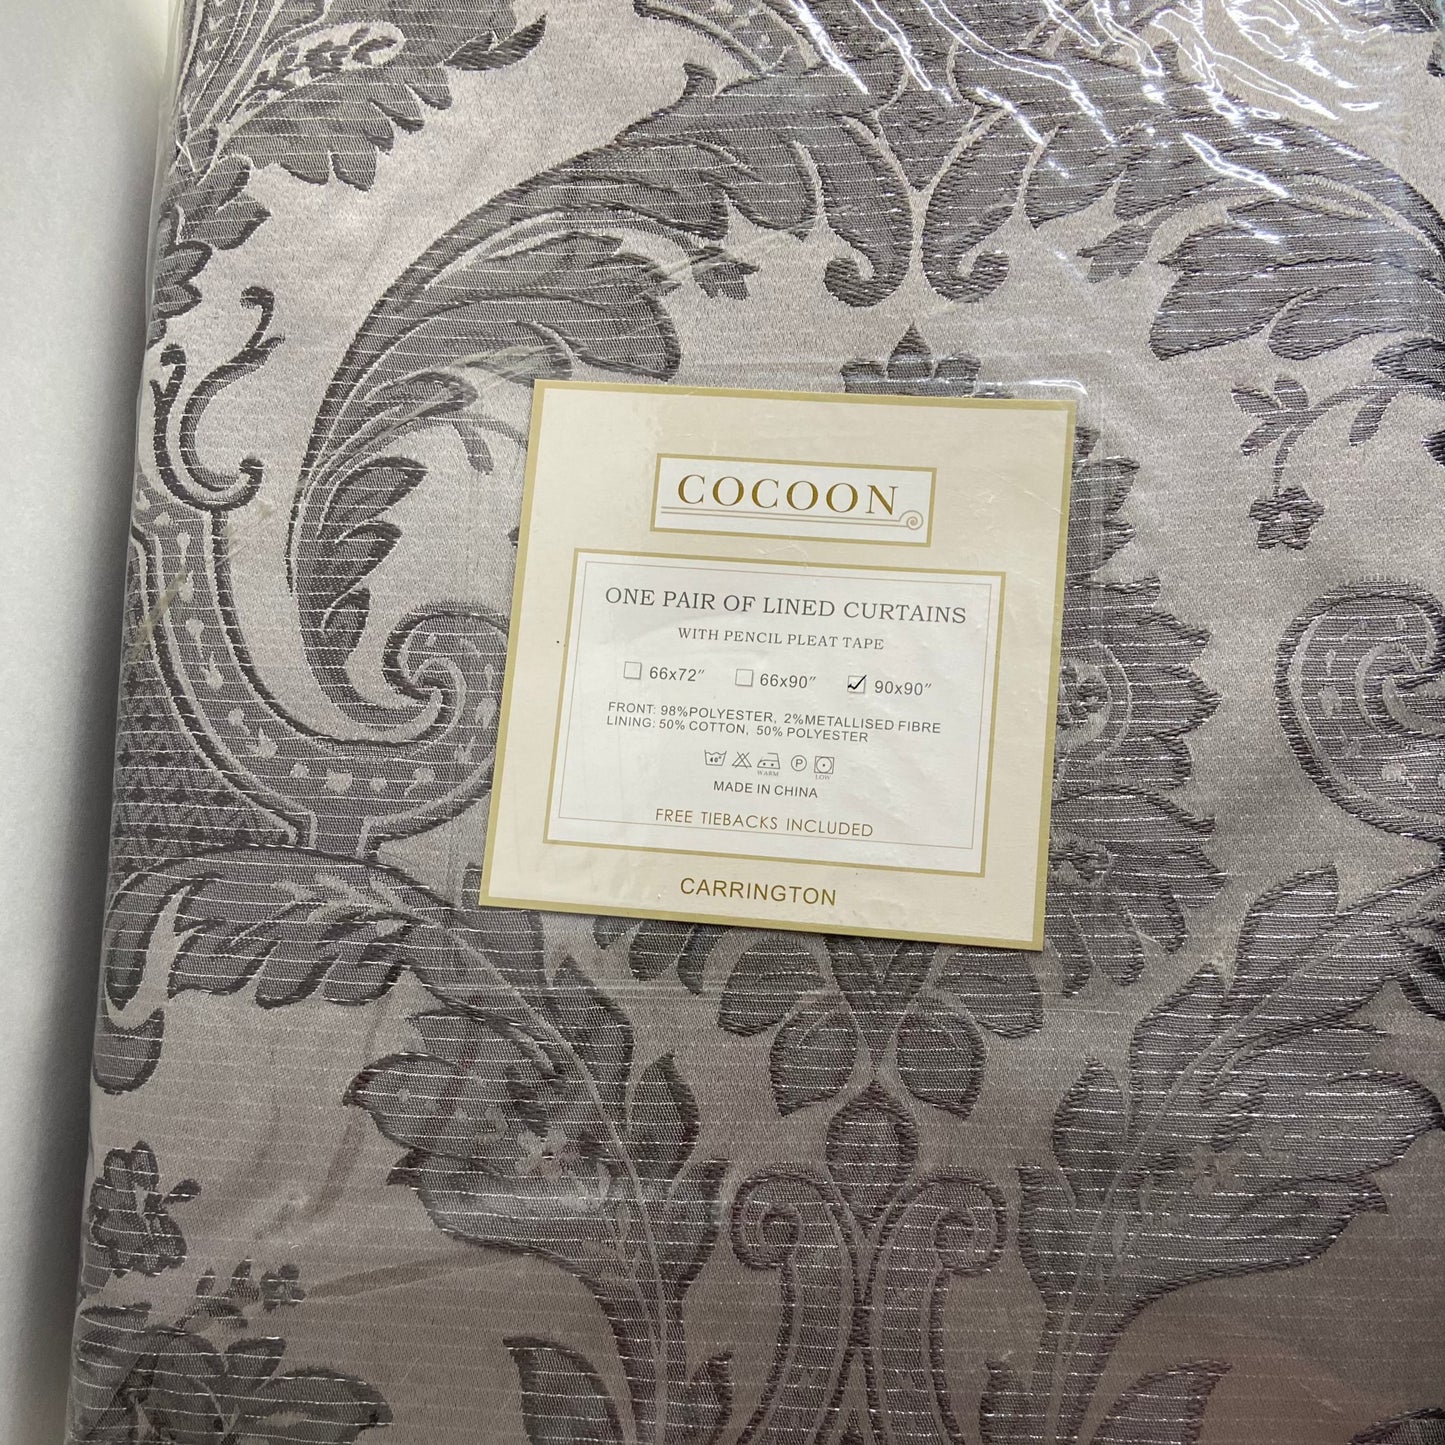 COCOON
ONE PAIR OF LINED CURTAINS
WITH PENCIL PLEAT TAPE
66x72″ 66x90″ 90x90″
FRONT: 98%POLYESTER, 2%METALLISED FIBRE
LINING: 50% COTTON, 50% POLYESTER
40° P
WARM LOW
MADE IN CHINA
FREE TIEBACKS INCLUDED
CARRINGTON